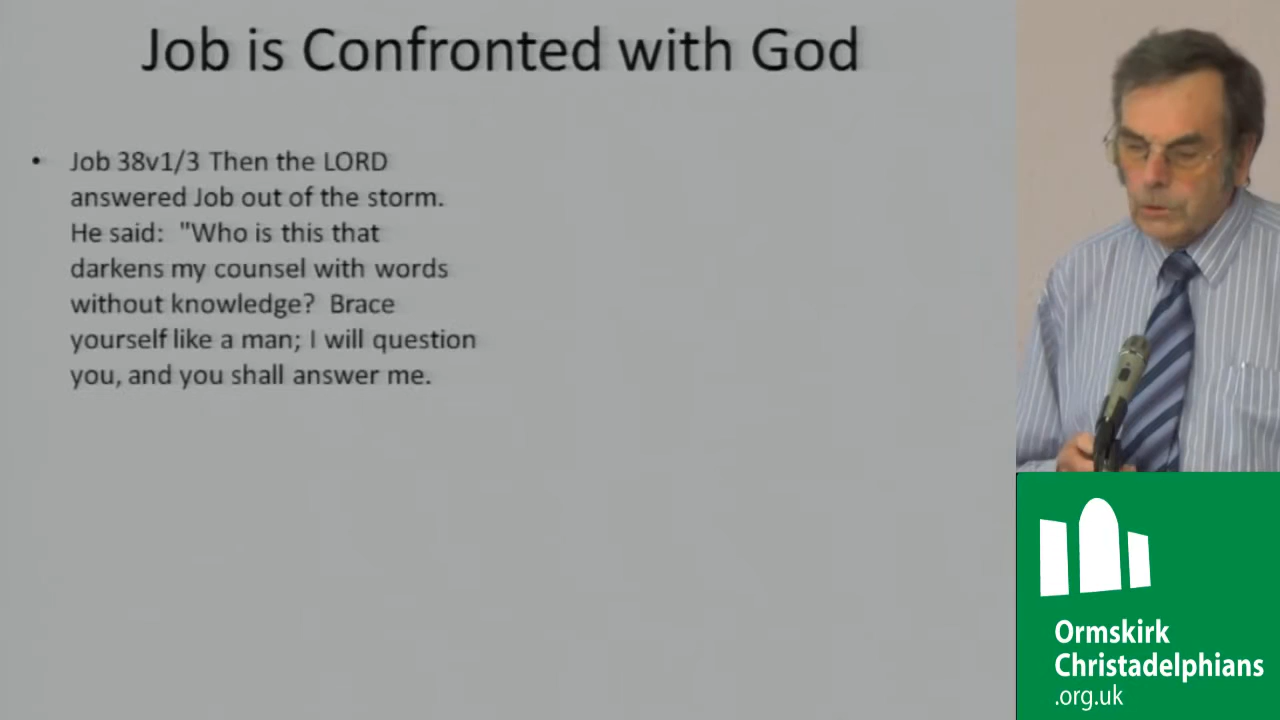 Job is Confronted with God
• Job 38v1/3 Then the LORD
answered Job out of the storm.
He said:  "Who is this that
darkens my counsel with words
without knowledge?  Brace
yourself like a man; I will question
you, and you shall answer me.
Ormskirk
Christadelphians
.org.uk